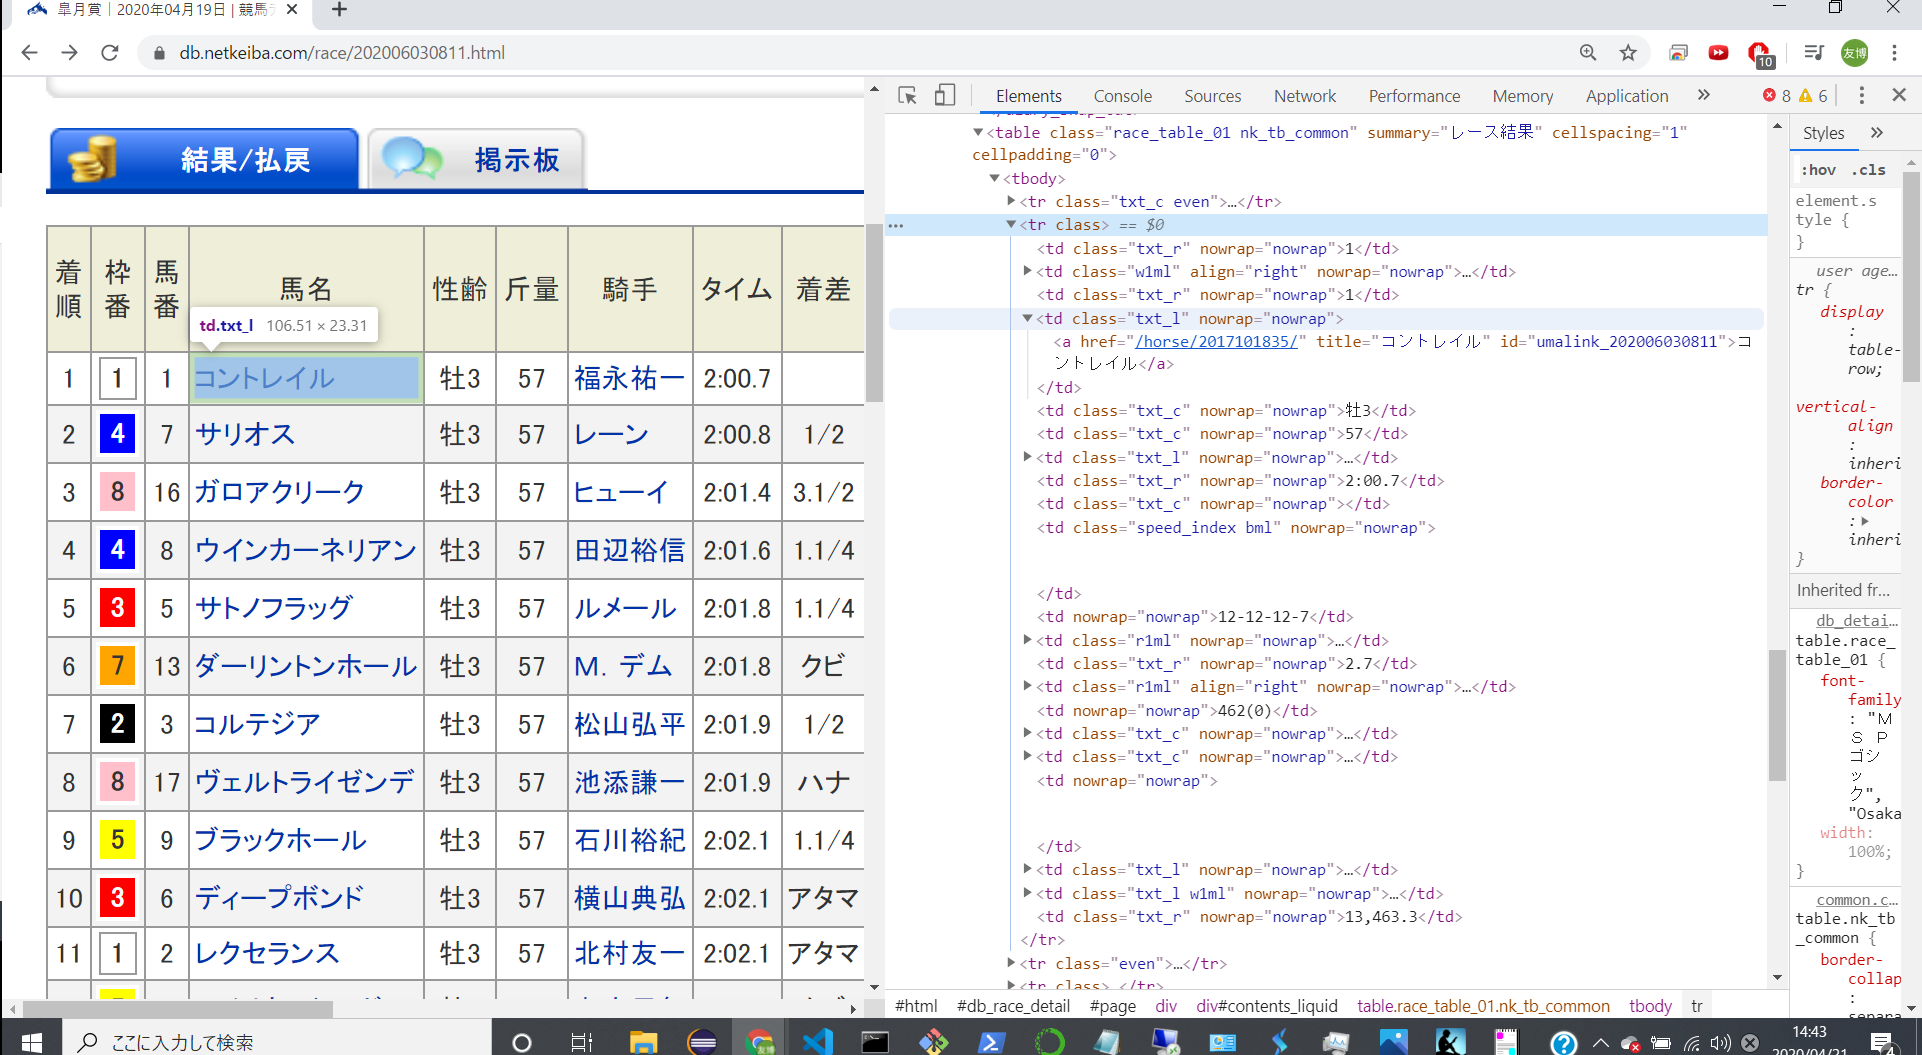 皐月賞｜2020年04月19日 | 競馬
db.netkeiba.com/race/202006030811.html
友博
10
結果/払戻
掲示板
着順 枠番 馬番 馬名 性齢 斤量 騎手 タイム 着差
td.txt_l 106.51 × 23.31
1 1 1 コントレイル 牡3 57 福永祐一 2:00.7
2 4 7 サリオス 牡3 57 レーン 2:00.8 1/2
3 8 16 ガロアクリーク 牡3 57 ヒューイ 2:01.4 3.1/2
4 4 8 ウインカーネリアン 牡3 57 田辺裕信 2:01.6 1.1/4
5 3 5 サトノフラッグ 牡3 57 ルメール 2:01.8 1.1/4
6 7 13 ダーリントンホール 牡3 57 M．デム 2:01.8 クビ
7 2 3 コルテジア 牡3 57 松山弘平 2:01.9 1/2
8 8 17 ヴェルトライゼンデ 牡3 57 池添謙一 2:01.9 ハナ
9 5 9 ブラックホール 牡3 57 石川裕紀 2:02.1 1.1/4
10 3 6 ディープボンド 牡3 57 横山典弘 2:02.1 アタマ
11 1 2 レクセランス 牡3 57 北村友一 2:02.1 アタマ
Elements Console Sources Network Performance Memory Application » 8 6
<table class="race_table_01 nk_tb_common" summary="レース結果" cellspacing="1"
cellpadding="0">
<tbody>
<tr class="txt_c even">…</tr>
<tr class> == $0
<td class="txt_r" nowrap="nowrap">1</td>
<td class="w1ml" align="right" nowrap="nowrap">…</td>
<td class="txt_r" nowrap="nowrap">1</td>
<td class="txt_l" nowrap="nowrap">
<a href="/horse/2017101835/" title="コントレイル" id="umalink_202006030811">コ
ントレイル</a>
</td>
<td class="txt_c" nowrap="nowrap">牡3</td>
<td class="txt_c" nowrap="nowrap">57</td>
<td class="txt_l" nowrap="nowrap">…</td>
<td class="txt_r" nowrap="nowrap">2:00.7</td>
<td class="txt_c" nowrap="nowrap"></td>
<td class="speed_index bml" nowrap="nowrap">
</td>
<td nowrap="nowrap">12-12-12-7</td>
<td class="r1ml" nowrap="nowrap">…</td>
<td class="txt_r" nowrap="nowrap">2.7</td>
<td class="r1ml" align="right" nowrap="nowrap">…</td>
<td nowrap="nowrap">462(0)</td>
<td class="txt_c" nowrap="nowrap">…</td>
<td class="txt_c" nowrap="nowrap">…</td>
<td nowrap="nowrap">
</td>
<td class="txt_l" nowrap="nowrap">…</td>
<td class="txt_l w1ml" nowrap="nowrap">…</td>
<td class="txt_r" nowrap="nowrap">13,463.3</td>
</tr>
<tr class="even">…</tr>
<tr class>…</tr>
#html #db_race_detail #page div div#contents_liquid table.race_table_01.nk_tb_common tbody tr
Styles »
:hov .cls
element.s
tyle {
}
user age…
tr {
display
:
table-
row;
vertical-
align
:
inheri
border-
color
:
inheri
}
Inherited fr…
db_detai…
table.race_
table_01 {
font-
family
: "Ｍ
Ｓ Ｐ
ゴシ
ッ
ク",
"Osaka
width:
100%;
}
common.c…
table.nk_tb
_common {
border-
collap
:
separa
ここに入力して検索
14:43
2020/04/21
4